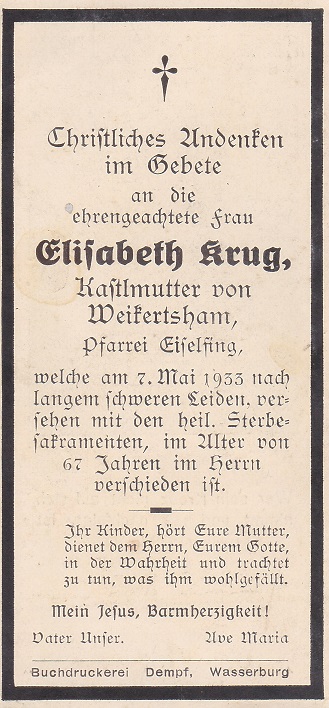 Christliches Andenken
im Gebete
an die
ehrengeachtete Frau
Elisabeth Krug,
Kastlmutter von
Weikertsham,
Pfarrei Eiselfing,
welche am 7. Mai 1933 nach
langem schweren Leiden. ver-
sehen mit den heil. Sterbe-
sakramenten, im Alter von
67 Jahren im Herrn
verschieden ist.
Ihr Kinder, hört Eure Mutter,
dienet dem Herrn, Eurem Gotte,
in der Wahrheit und trachtet
zu tun, was ihm wohlgefällt.
Mein Jesus, Barmherzigkeit!
Vater Unser. Ave Maria
Buchdruckerei Dempf, Wasserburg